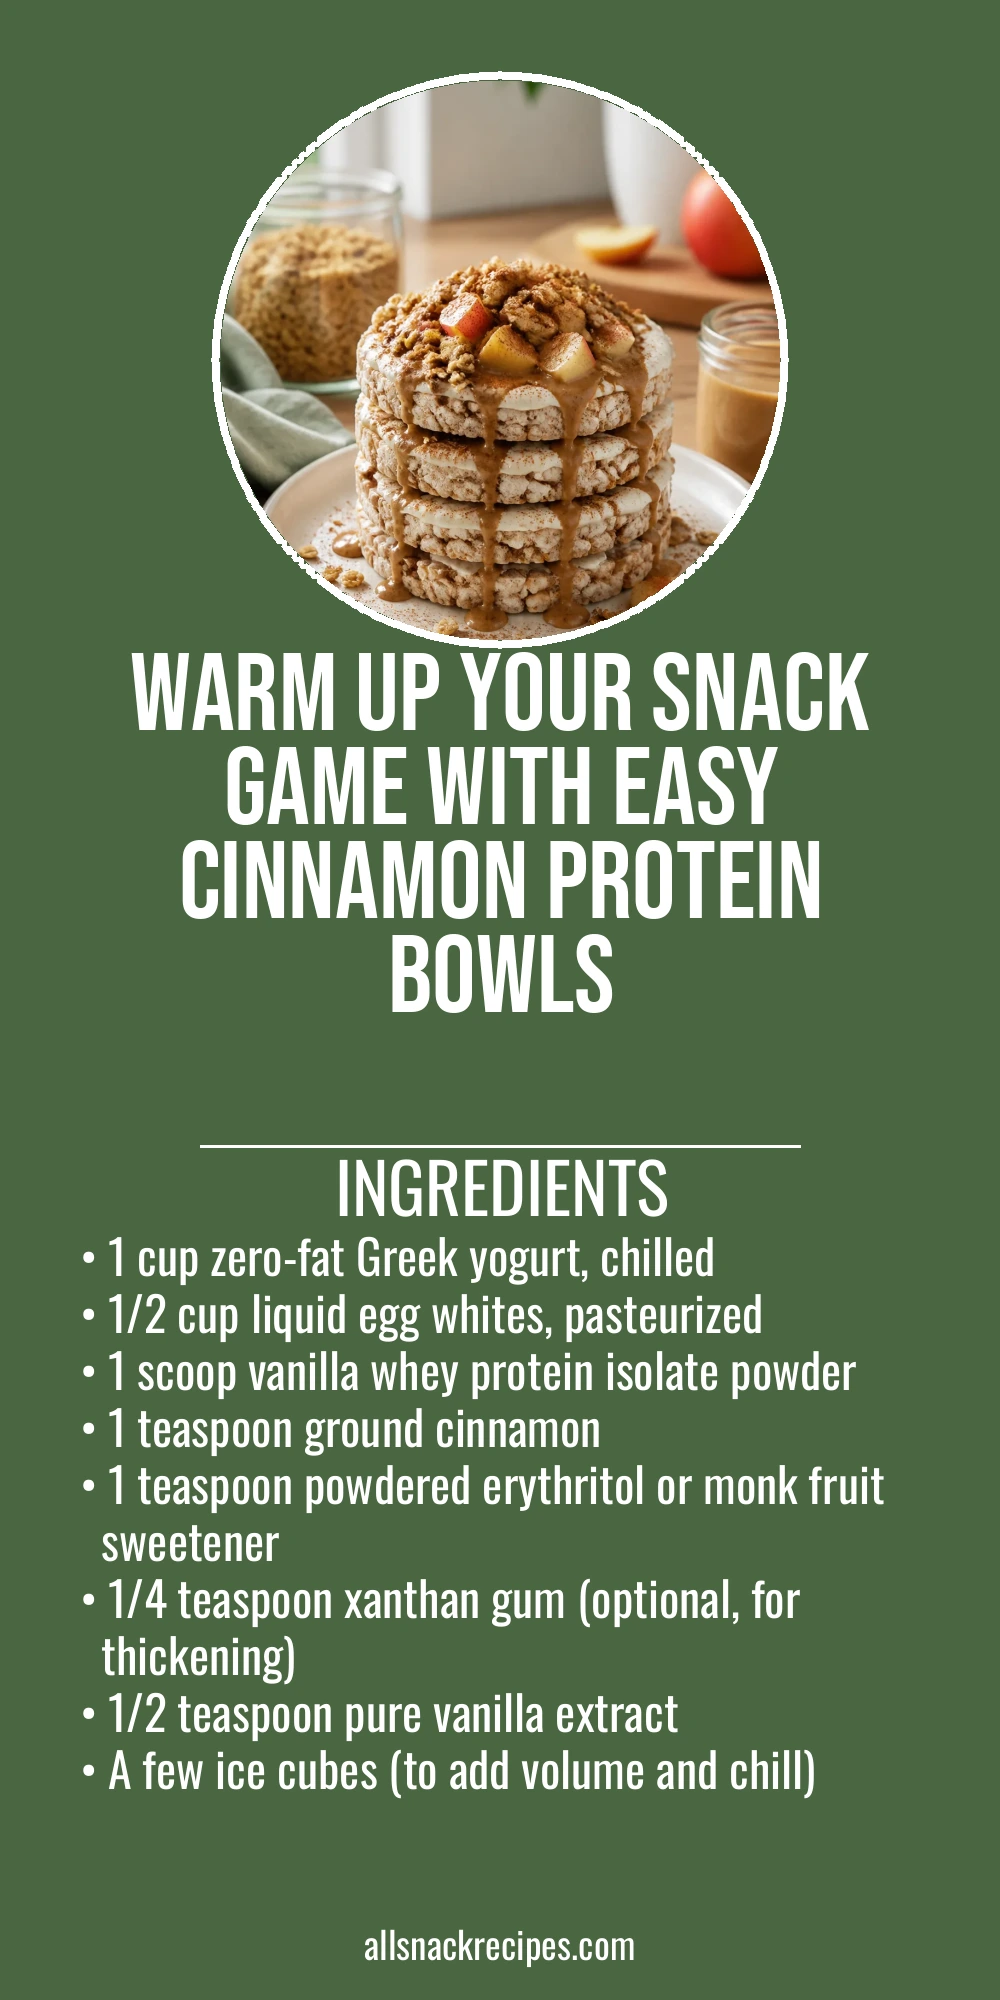 WARM UP YOUR SNACK
GAME WITH EASY
CINNAMON PROTEIN
BOWLS
INGREDIENTS
• 1 cup zero-fat Greek yogurt, chilled
• 1/2 cup liquid egg whites, pasteurized
• 1 scoop vanilla whey protein isolate powder
• 1 teaspoon ground cinnamon
• 1 teaspoon powdered erythritol or monk fruit
sweetener
• 1/4 teaspoon xanthan gum (optional, for
thickening)
• 1/2 teaspoon pure vanilla extract
• A few ice cubes (to add volume and chill)
allsnackrecipes.com